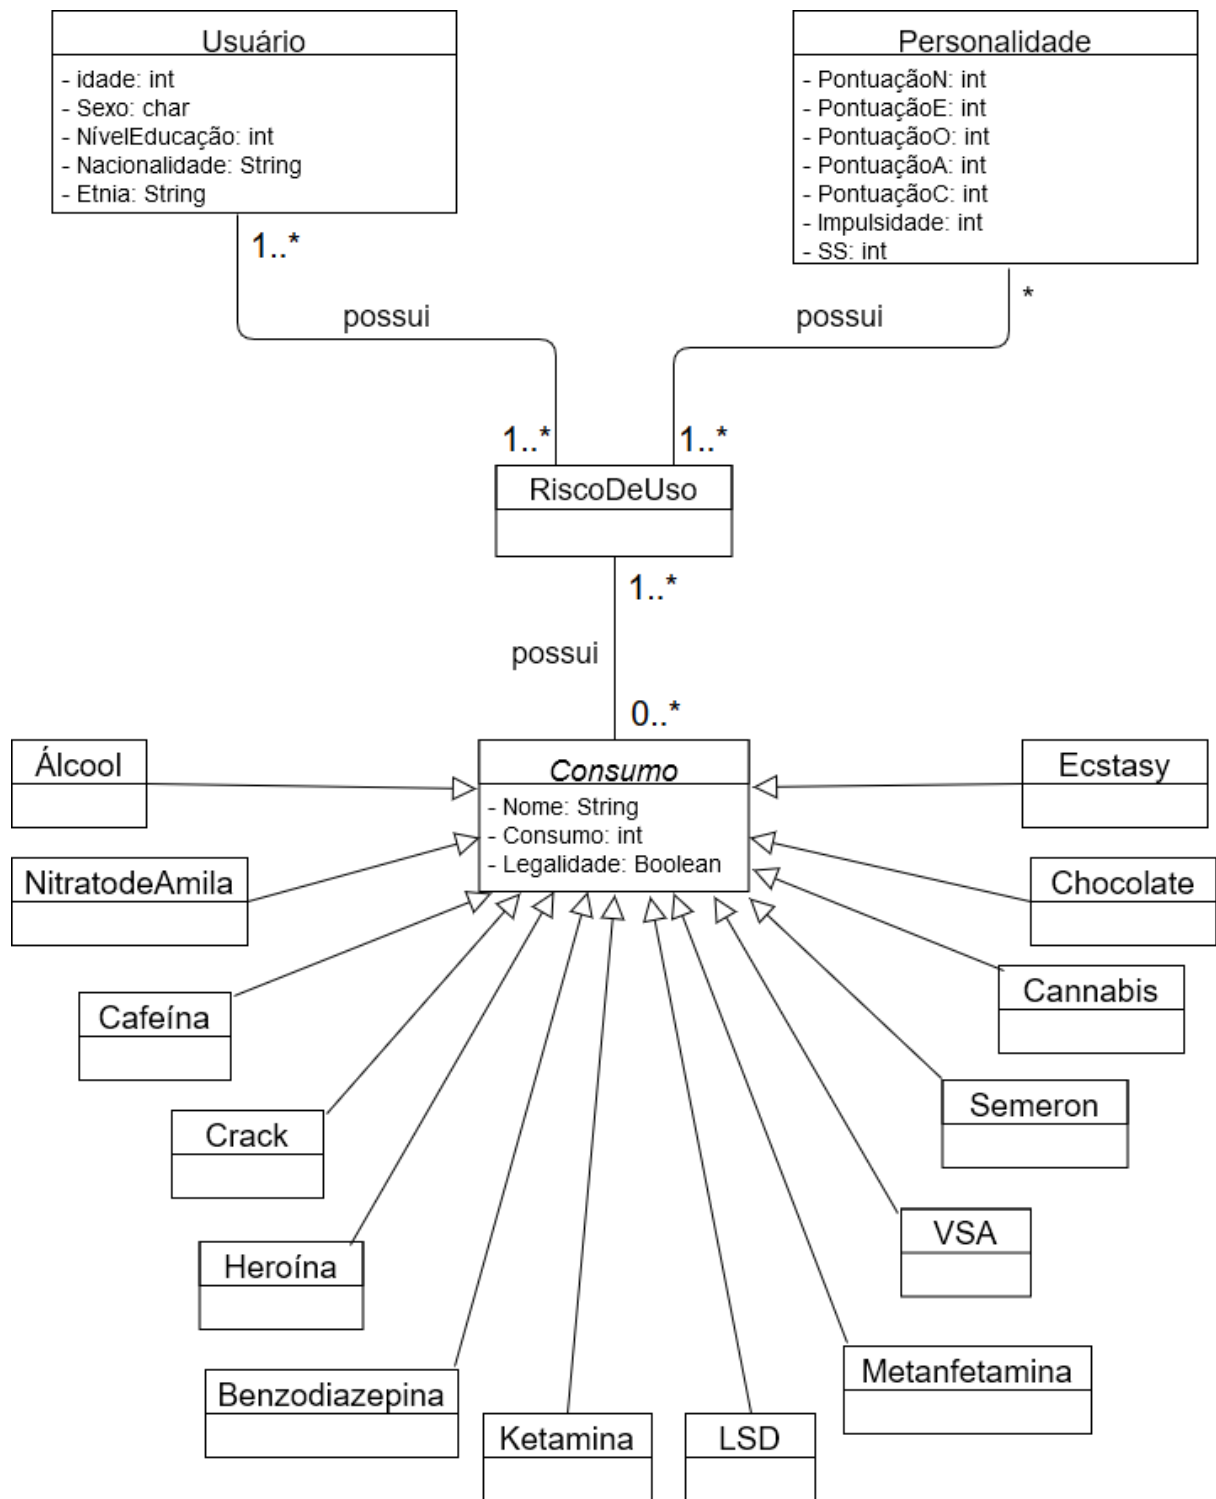 Usuário
- idade: int
- Sexo: char
- NívelEducação: int
- Nacionalidade: String
- Etnia: String
Personalidade
- PontuaçãoN: int
- PontuaçãoE: int
- PontuaçãoO: int
- PontuaçãoA: int
- PontuaçãoC: int
- Impulsidade: int
- SS: int
1..*
*
possui
possui
1..*
1..*
RiscoDeUso
1..*
possui
0..*
Consumo
- Nome: String
- Consumo: int
- Legalidade: Boolean
Álcool
Ecstasy
NitratodeAmila
Chocolate
Cafeína
Cannabis
Crack
Semeron
Heroína
VSA
Benzodiazepina
Metanfetamina
Ketamina
LSD